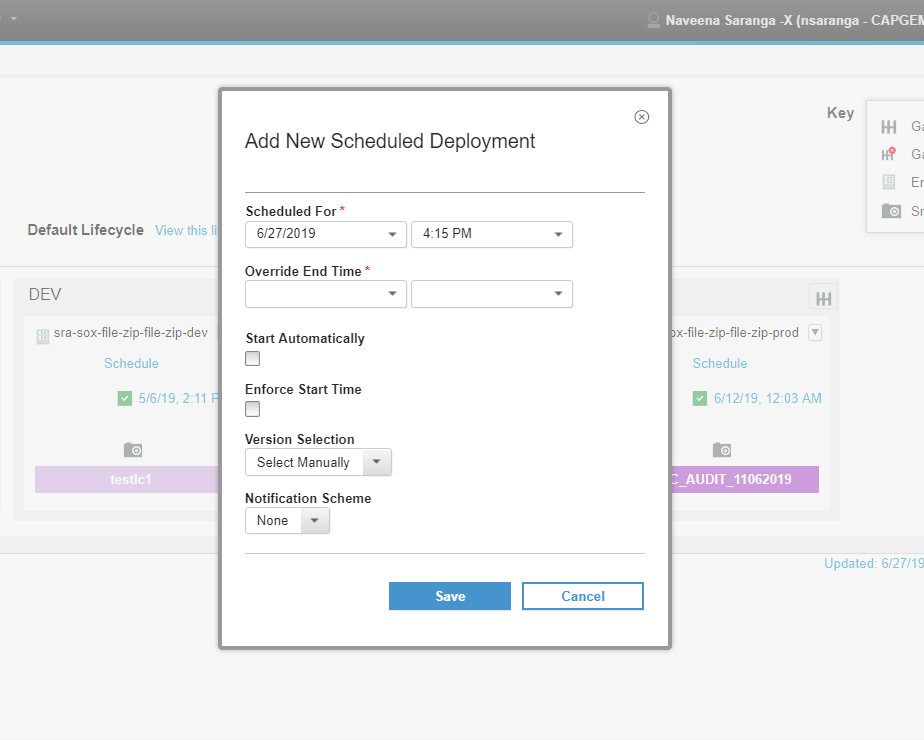 Naveena Saranga -X (nsaranga - CAPGEM
Key
Add New Scheduled Deployment
Scheduled For *
6/27/2019 4:15 PM
Override End Time *
Start Automatically
Enforce Start Time
Version Selection
Select Manually
Notification Scheme
None
Save Cancel
Default Lifecycle View this li
DEV
sra-sox-file-zip-file-zip-dev
Schedule
5/6/19, 2:11 P
testlc1
ox-file-zip-file-zip-prod
Schedule
6/12/19, 12:03 AM
C_AUDIT_11062019
Updated: 6/27/19
Ga
Ga
En
Sn